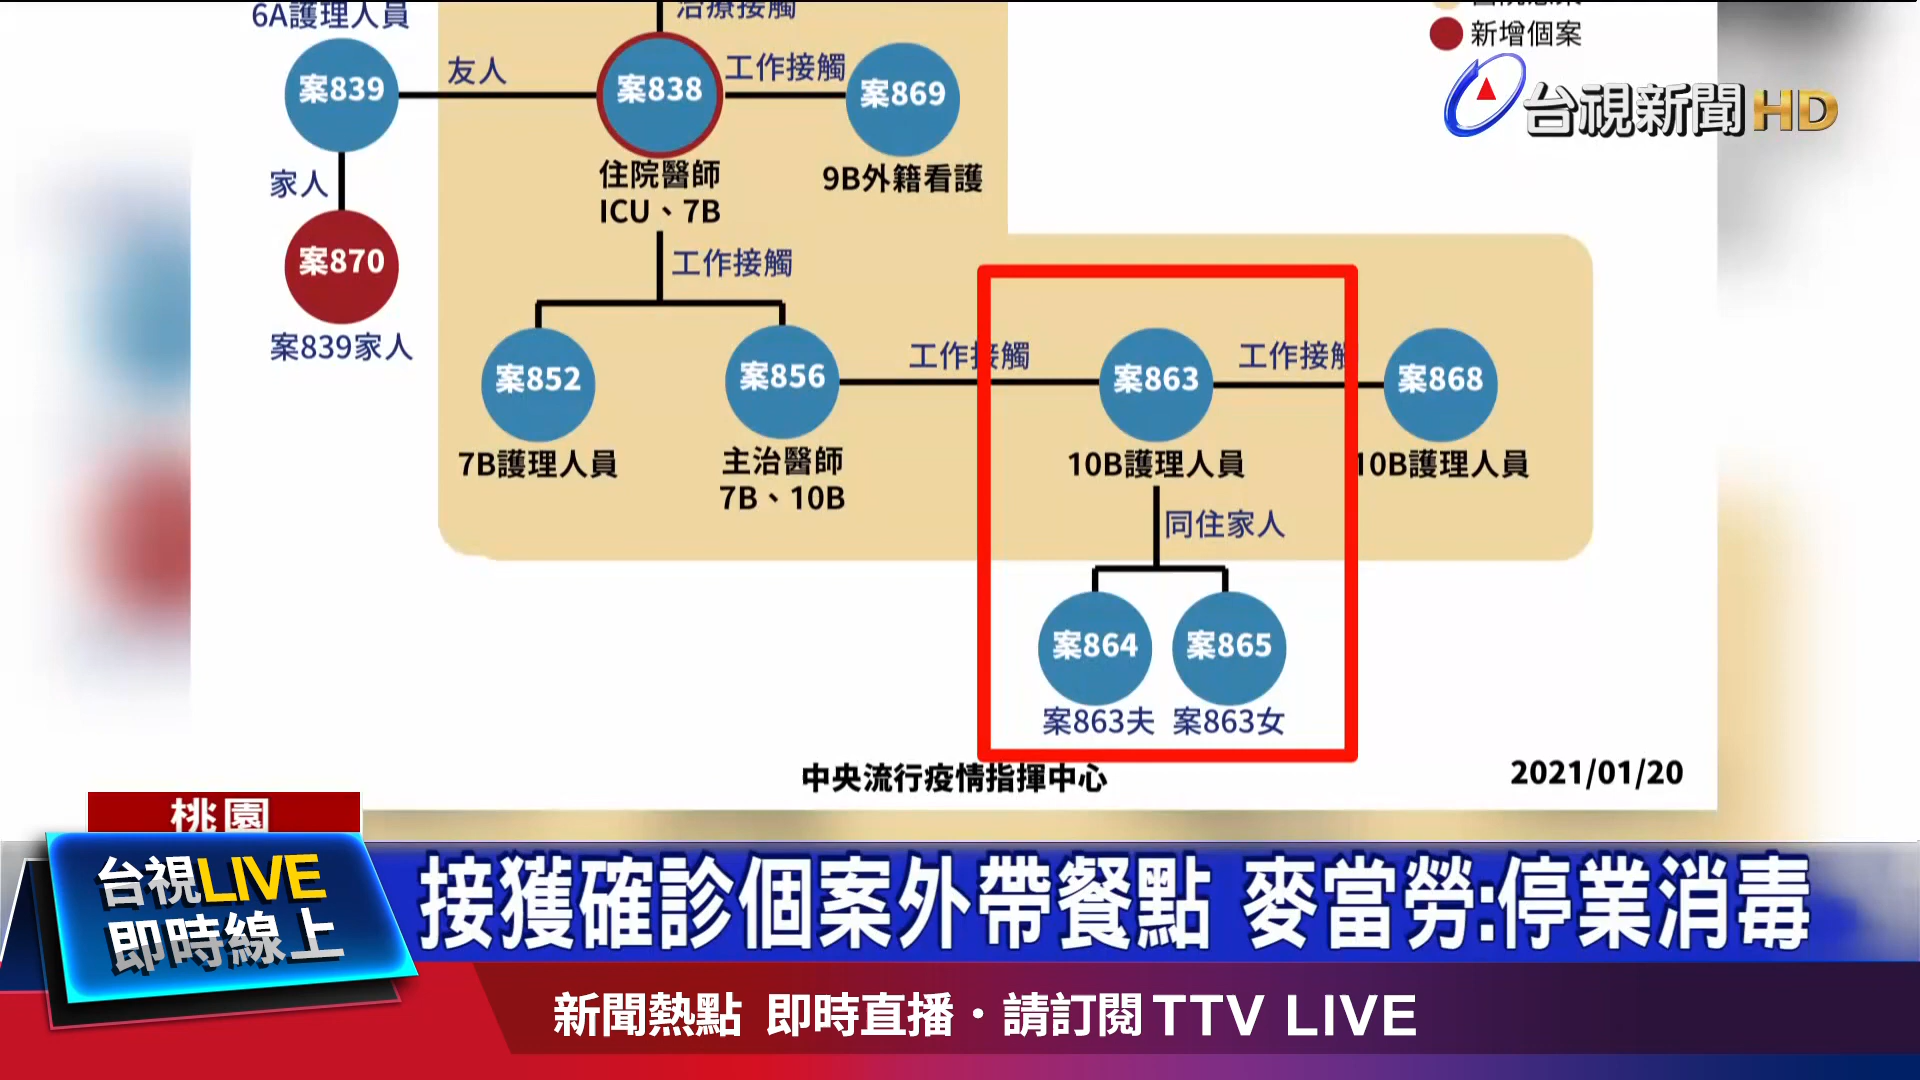 6A護理人員
治療接觸
新增個案
案839
友人
案838
工作接觸
案869
台視新聞HD
家人
住院醫師
ICU、7B
9B外籍看護
案870
案839家人
工作接觸
案852
案856
工作接觸
案863
工作接觸
案868
7B護理人員
主治醫師
7B、10B
10B護理人員
10B護理人員
同住家人
案864
案865
案863夫
案863女
中央流行疫情指揮中心
2021/01/20
桃園
台視LIVE
即時線上
接獲確診個案外帶餐點 麥當勞:停業消毒
新聞熱點 即時直播・請訂閱TTV LIVE